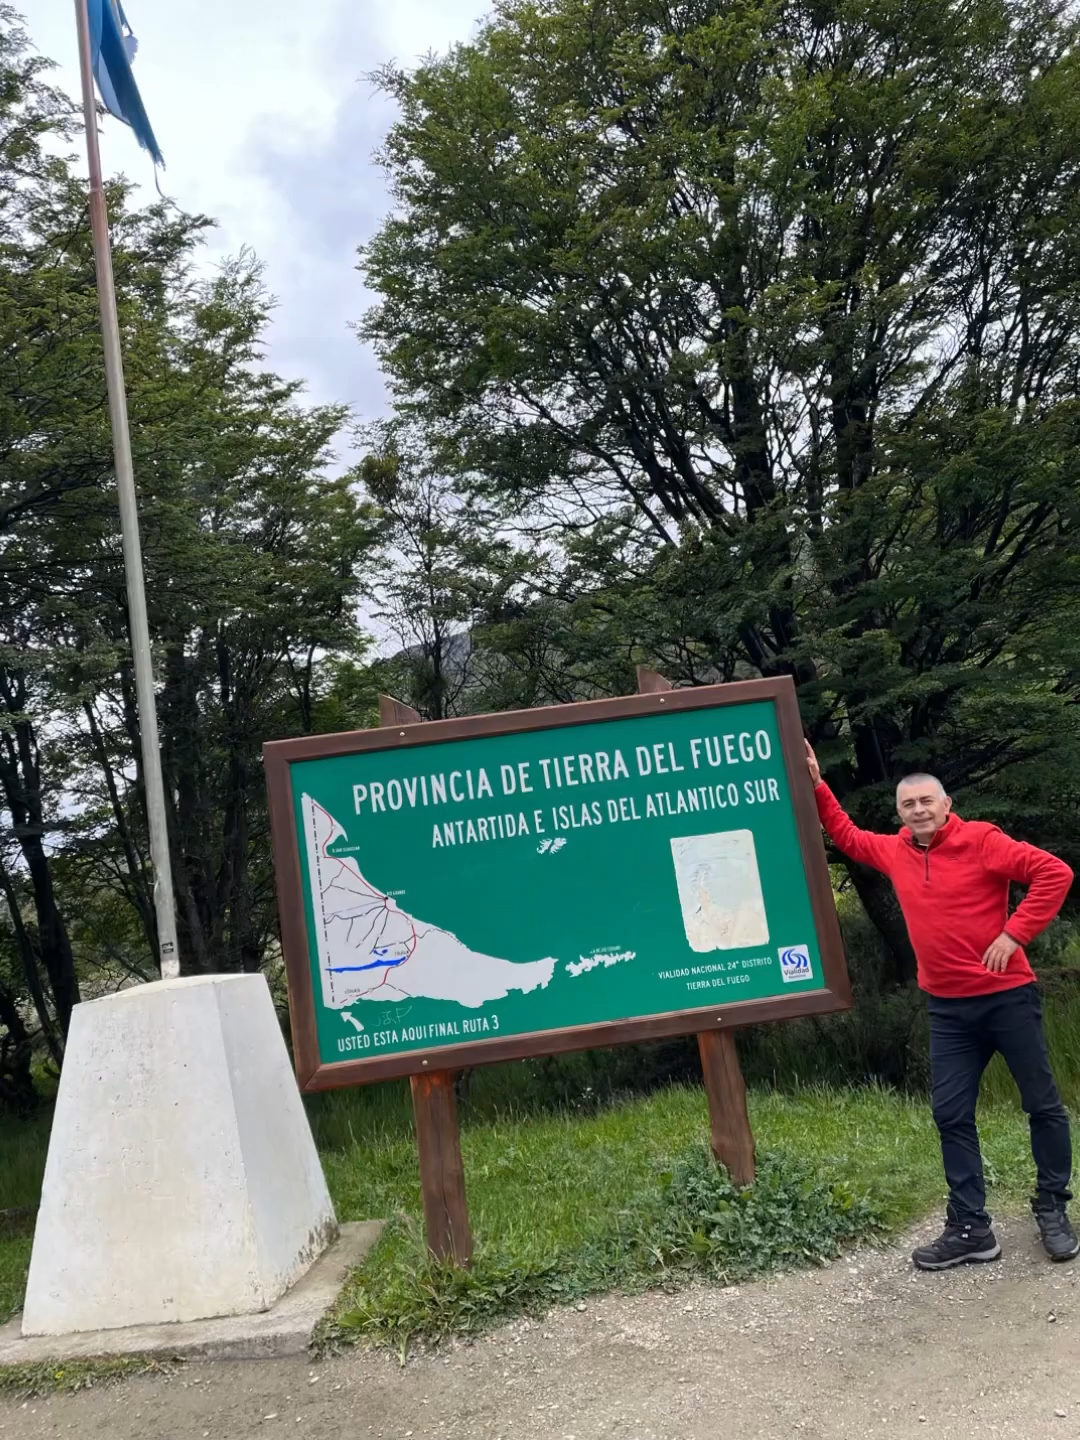 PROVINCIA DE TIERRA DEL FUEGO
ANTARTIDA E ISLAS DEL ATLANTICO SUR
VIALIDAD NACIONAL 24° DISTRITO
TIERRA DEL FUEGO
Vialidad
USTED ESTA AQUI FINAL RUTA 3